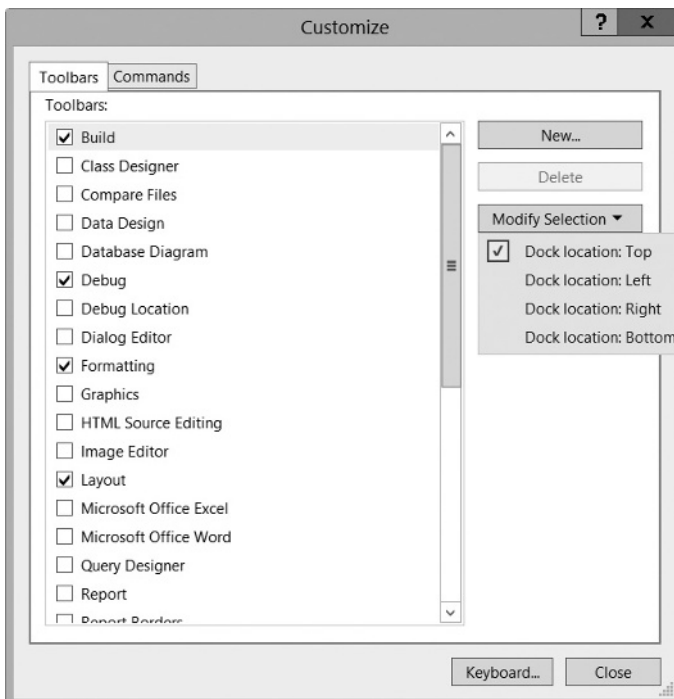 Customize
?
X
Toolbars
Commands
Toolbars:
Build
Class Designer
Compare Files
Data Design
Database Diagram
Debug
Debug Location
Dialog Editor
Formatting
Graphics
HTML Source Editing
Image Editor
Layout
Microsoft Office Excel
Microsoft Office Word
Query Designer
Report
Report Borders
New...
Delete
Modify Selection
Dock location: Top
Dock location: Left
Dock location: Right
Dock location: Bottom
Keyboard...
Close